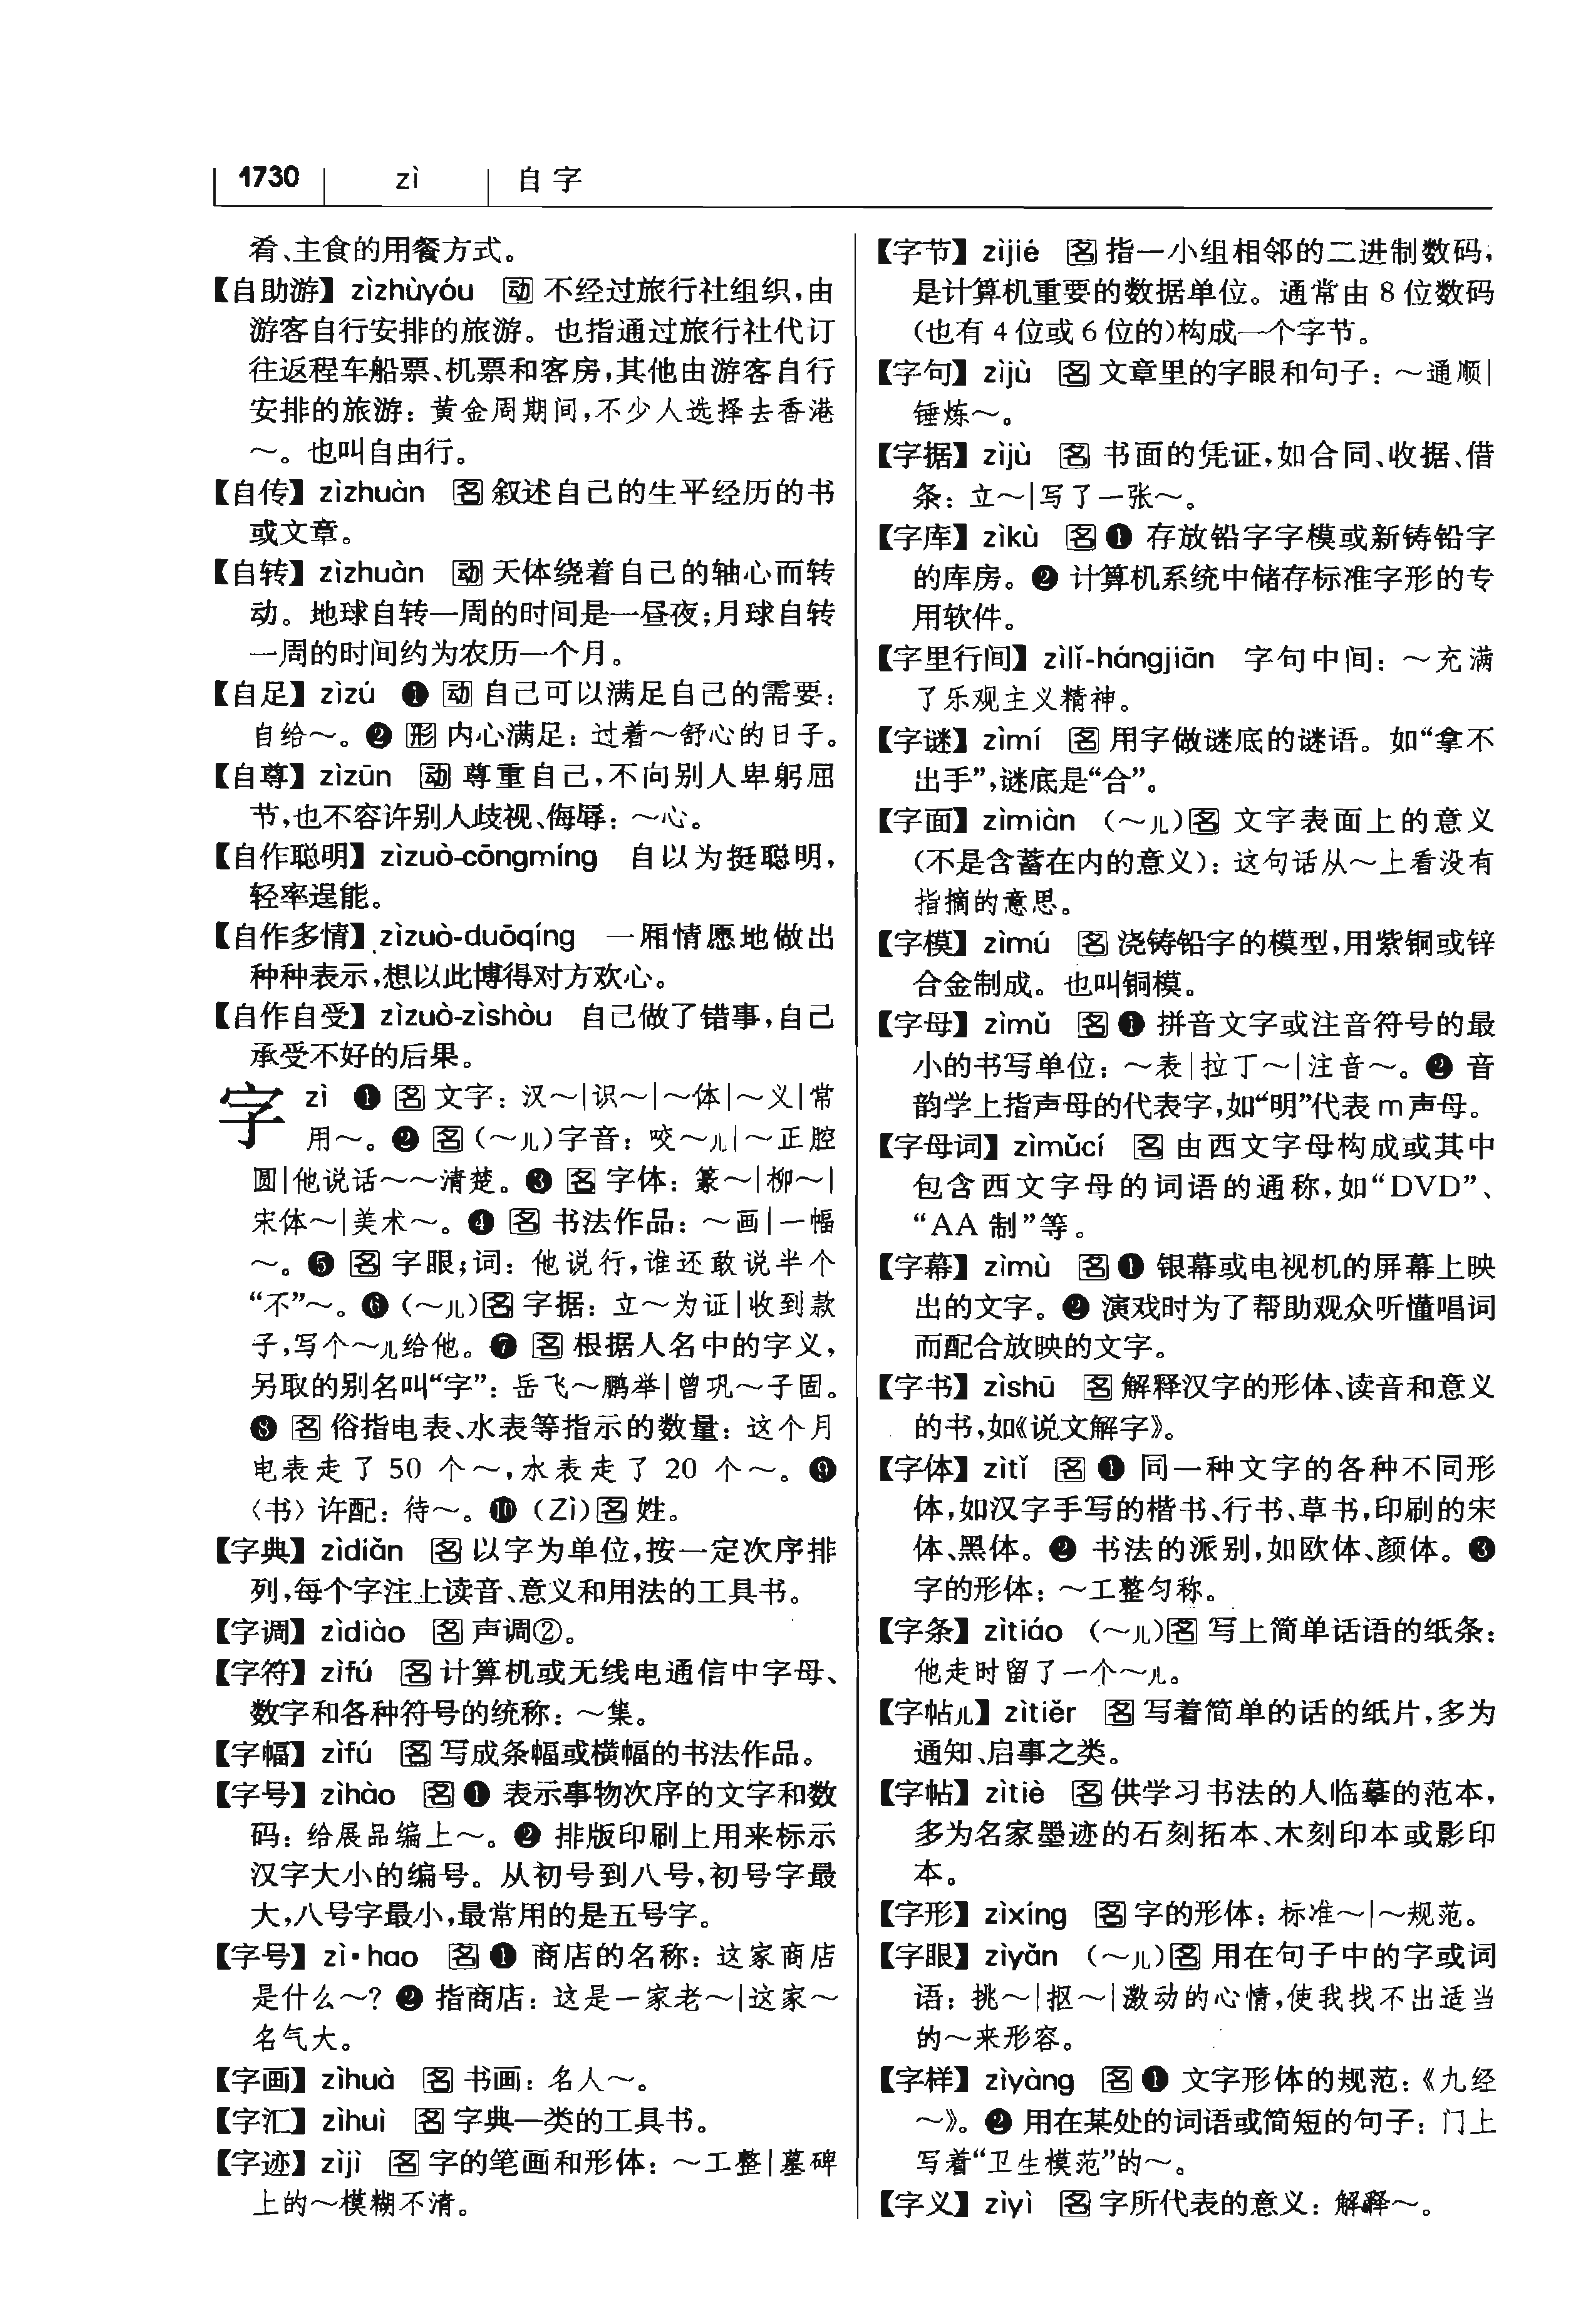 1730 zì 自字
肴、主食的用餐方式。
【自助游】zìzhùyóu 动 不经过旅行社组织,由
游客自行安排的旅游。也指通过旅行社代订
往返程车船票、机票和客房,其他由游客自行
安排的旅游:黄金周期间,不少人选择去香港
～。也叫自由行。
【自传】zìzhuàn 名 叙述自己的生平经历的书
或文章。
【自转】zìzhuàn 动 天体绕着自己的轴心而转
动。地球自转一周的时间是一昼夜;月球自转
一周的时间约为农历一个月。
【自足】zìzú ❶ 动 自己可以满足自己的需要:
自给～。❷ 形 内心满足:过着～舒心的日子。
【自尊】zìzūn 动 尊重自己,不向别人卑躬屈
节,也不容许别人歧视、侮辱:～心。
【自作聪明】zìzuò-cōngmíng 自以为挺聪明,
轻率逞能。
【自作多情】zìzuò-duōqíng 一厢情愿地做出
种种表示,想以此博得对方欢心。
【自作自受】zìzuò-zìshòu 自己做了错事,自己
承受不好的后果。
字 zì ❶ 名 文字:汉～|识～|～体|～义|常
用～。❷ 名 (～儿)字音:咬～儿|～正腔
圆|他说话～～清楚。❸ 名 字体:篆～|柳～|
宋体～|美术～。❹ 名 书法作品:～画|一幅
～。❺ 名 字眼;词:他说行,谁还敢说半个
“不”～。❻ (～儿)名 字据:立～为证|收到款
子,写个～儿给他。❼ 名 根据人名中的字义,
另取的别名叫“字”:岳飞～鹏举|曾巩～子固。
❽ 名 俗指电表、水表等指示的数量:这个月
电表走了 50 个～,水表走了 20 个～。❾
〈书〉许配:待～。❿ (Zì)名 姓。
【字典】zìdiǎn 名 以字为单位,按一定次序排
列,每个字注上读音、意义和用法的工具书。
【字调】zìdiào 名 声调②。
【字符】zìfú 名 计算机或无线电通信中字母、
数字和各种符号的统称:～集。
【字幅】zìfú 名 写成条幅或横幅的书法作品。
【字号】zìhào 名 ❶ 表示事物次序的文字和数
码:给展品编上～。❷ 排版印刷上用来标示
汉字大小的编号。从初号到八号,初号字最
大,八号字最小,最常用的是五号字。
【字号】zì·hao 名 ❶ 商店的名称:这家商店
是什么～?❷ 指商店:这是一家老～|这家～
名气大。
【字画】zìhuà 名 书画:名人～。
【字汇】zìhuì 名 字典一类的工具书。
【字迹】zìjì 名 字的笔画和形体:～工整|墓碑
上的～模糊不清。
【字节】zìjié 名 指一小组相邻的二进制数码,
是计算机重要的数据单位。通常由 8 位数码
(也有 4 位或 6 位的)构成一个字节。
【字句】zìjù 名 文章里的字眼和句子:～通顺|
锤炼～。
【字据】zìjù 名 书面的凭证,如合同、收据、借
条:立～|写了一张～。
【字库】zìkù 名 ❶ 存放铅字字模或新铸铅字
的库房。❷ 计算机系统中储存标准字形的专
用软件。
【字里行间】zìlǐ-hángjiān 字句中间:～充满
了乐观主义精神。
【字谜】zìmí 名 用字做谜底的谜语。如“拿不
出手”,谜底是“合”。
【字面】zìmiàn (～儿)名 文字表面上的意义
(不是含蓄在内的意义):这句话从～上看没有
指摘的意思。
【字模】zìmú 名 浇铸铅字的模型,用紫铜或锌
合金制成。也叫铜模。
【字母】zìmǔ 名 ❶ 拼音文字或注音符号的最
小的书写单位:～表|拉丁～|注音～。❷ 音
韵学上指声母的代表字,如“明”代表 m 声母。
【字母词】zìmǔcí 名 由西文字母构成或其中
包含西文字母的词语的通称,如“DVD”、
“AA 制”等。
【字幕】zìmù 名 ❶ 银幕或电视机的屏幕上映
出的文字。❷ 演戏时为了帮助观众听懂唱词
而配合放映的文字。
【字书】zìshū 名 解释汉字的形体、读音和意义
的书,如《说文解字》。
【字体】zìtǐ 名 ❶ 同一种文字的各种不同形
体,如汉字手写的楷书、行书、草书,印刷的宋
体、黑体。❷ 书法的派别,如欧体、颜体。❸
字的形体:～工整匀称。
【字条】zìtiáo (～儿)名 写上简单话语的纸条:
他走时留了一个～儿。
【字帖儿】zìtiěr 名 写着简单的话的纸片,多为
通知、启事之类。
【字帖】zìtiè 名 供学习书法的人临摹的范本,
多为名家墨迹的石刻拓本、木刻印本或影印
本。
【字形】zìxíng 名 字的形体:标准～|～规范。
【字眼】zìyǎn (～儿)名 用在句子中的字或词
语:挑～|抠～|激动的心情,使我找不出适当
的～来形容。
【字样】zìyàng 名 ❶ 文字形体的规范:《九经
～》。❷ 用在某处的词语或简短的句子:门上
写着“卫生模范”的～。
【字义】zìyì 名 字所代表的意义:解释～。